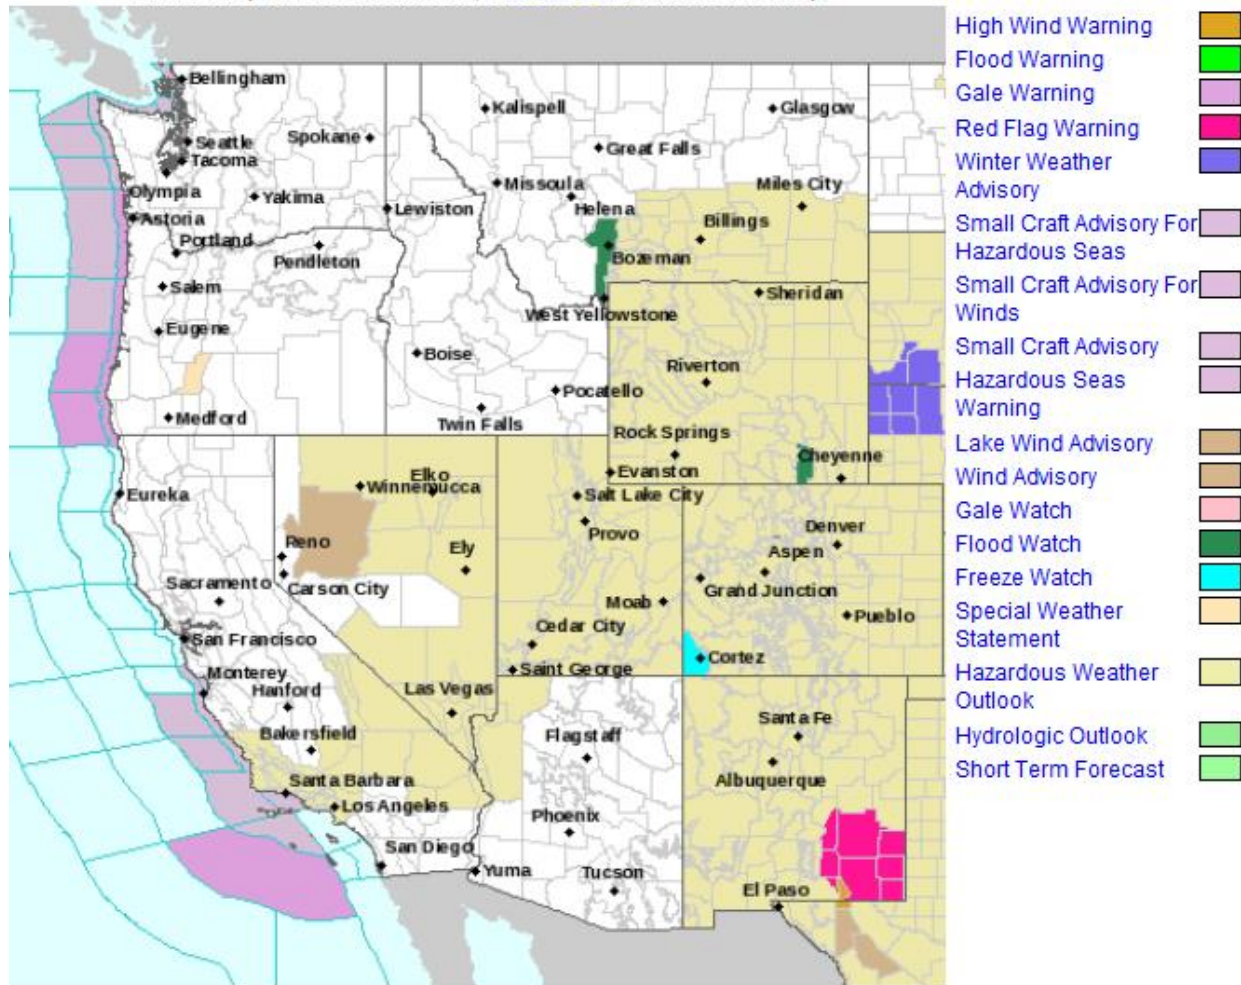 Bellingham
Kalispell
Glasgow
Seattle
Spokane
Tacoma
Great Falls
Olympia
Yakima
Missoula
Miles City
Lewiston
Helena
Astoria
Billings
Portland
Pendleton
Bozeman
Salem
Sheridan
West Yellowstone
Eugene
Boise
Riverton
Pocatello
Medford
Twin Falls
Rock Springs
Cheyenne
Elko
Evanston
Winnemucca
Eureka
Salt Lake City
Provo
Denver
Reno
Ely
Aspen
Sacramento
Carson City
Grand Junction
Moab
Pueblo
San Francisco
Cedar City
Cortez
Saint George
Monterey
Hanford
Las Vegas
Santa Fe
Bakersfield
Flagstaff
Albuquerque
Santa Barbara
Los Angeles
Phoenix
San Diego
Yuma
Tucson
El Paso
High Wind Warning
Flood Warning
Gale Warning
Red Flag Warning
Winter Weather
Advisory
Small Craft Advisory For
Hazardous Seas
Small Craft Advisory For
Winds
Small Craft Advisory
Hazardous Seas
Warning
Lake Wind Advisory
Wind Advisory
Gale Watch
Flood Watch
Freeze Watch
Special Weather
Statement
Hazardous Weather
Outlook
Hydrologic Outlook
Short Term Forecast